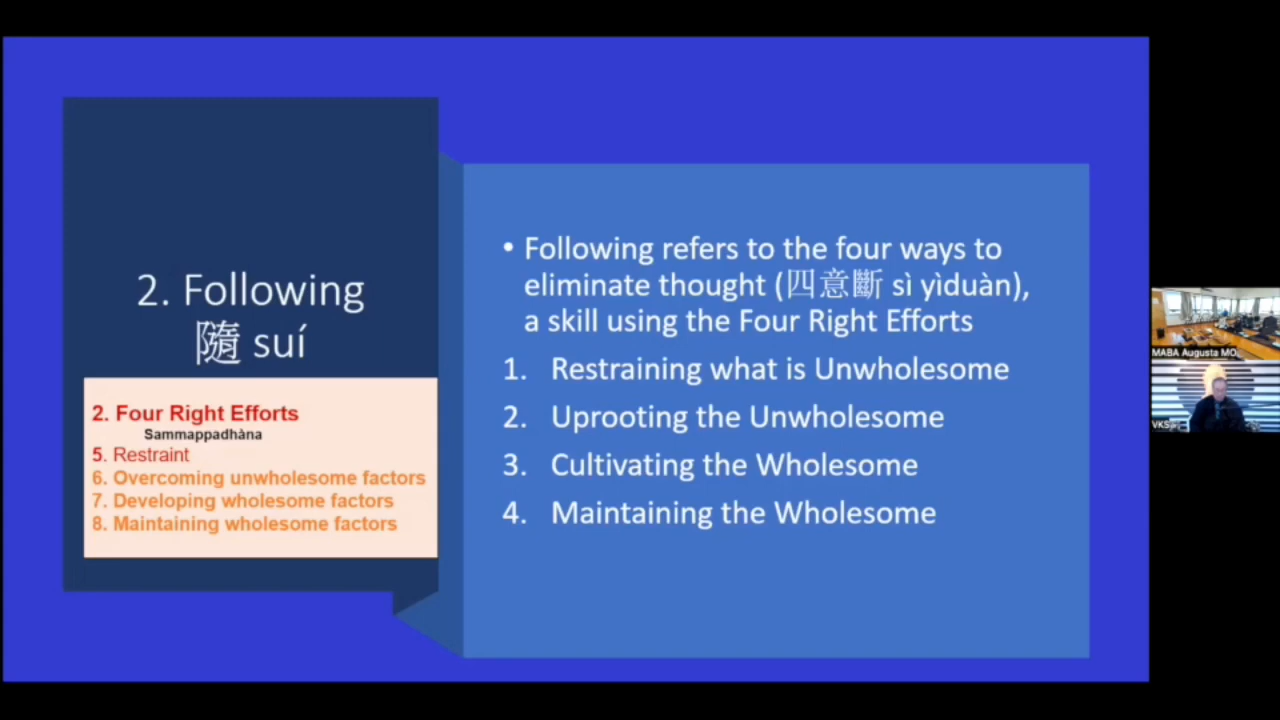 2. Following
隨 suí
2. Four Right Efforts
Sammappadhàna
5. Restraint
6. Overcoming unwholesome factors
7. Developing wholesome factors
8. Maintaining wholesome factors
• Following refers to the four ways to
eliminate thought (四意斷 sì yìduàn),
a skill using the Four Right Efforts
1. Restraining what is Unwholesome
2. Uprooting the Unwholesome
3. Cultivating the Wholesome
4. Maintaining the Wholesome
MABA Augusta MO
VKS